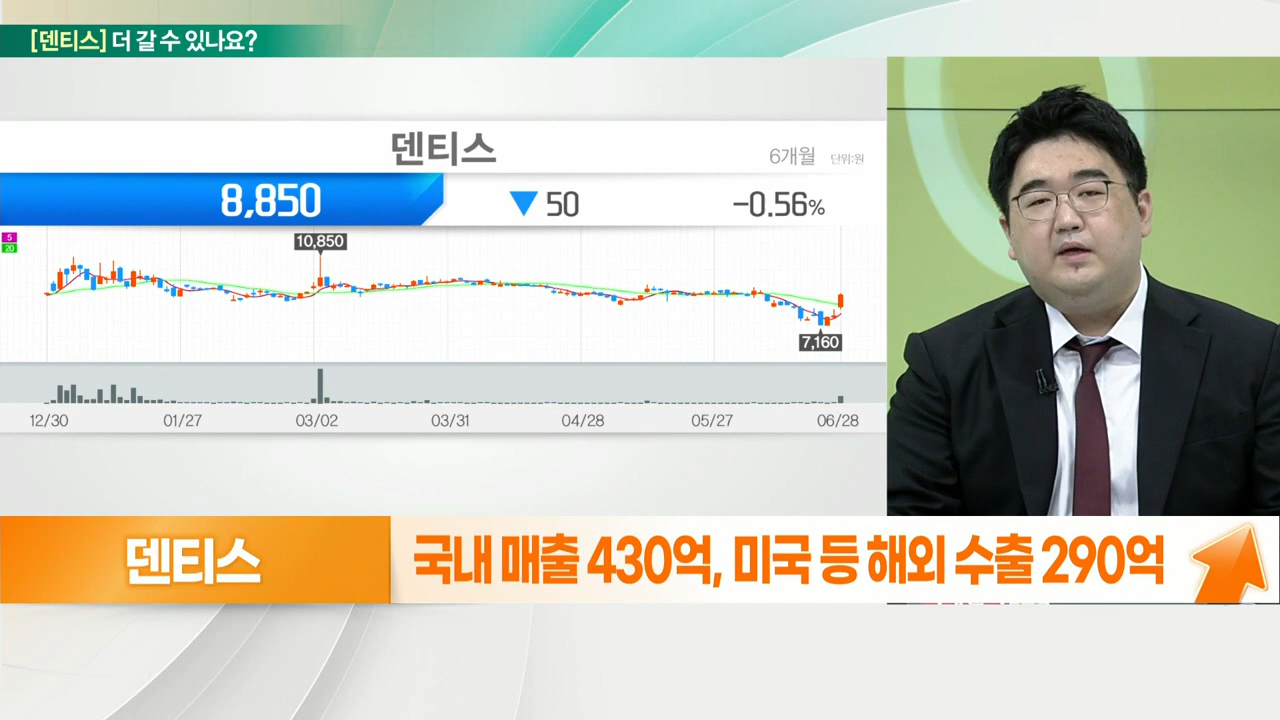 [덴티스] 더 갈 수 있나요?
덴티스
6개월 단위:원
8,850 ▼ 50 -0.56%
5
20
10,850
7,160
12/30 01/27 03/02 03/31 04/28 05/27 06/28
덴티스
국내 매출 430억, 미국 등 해외 수출 290억